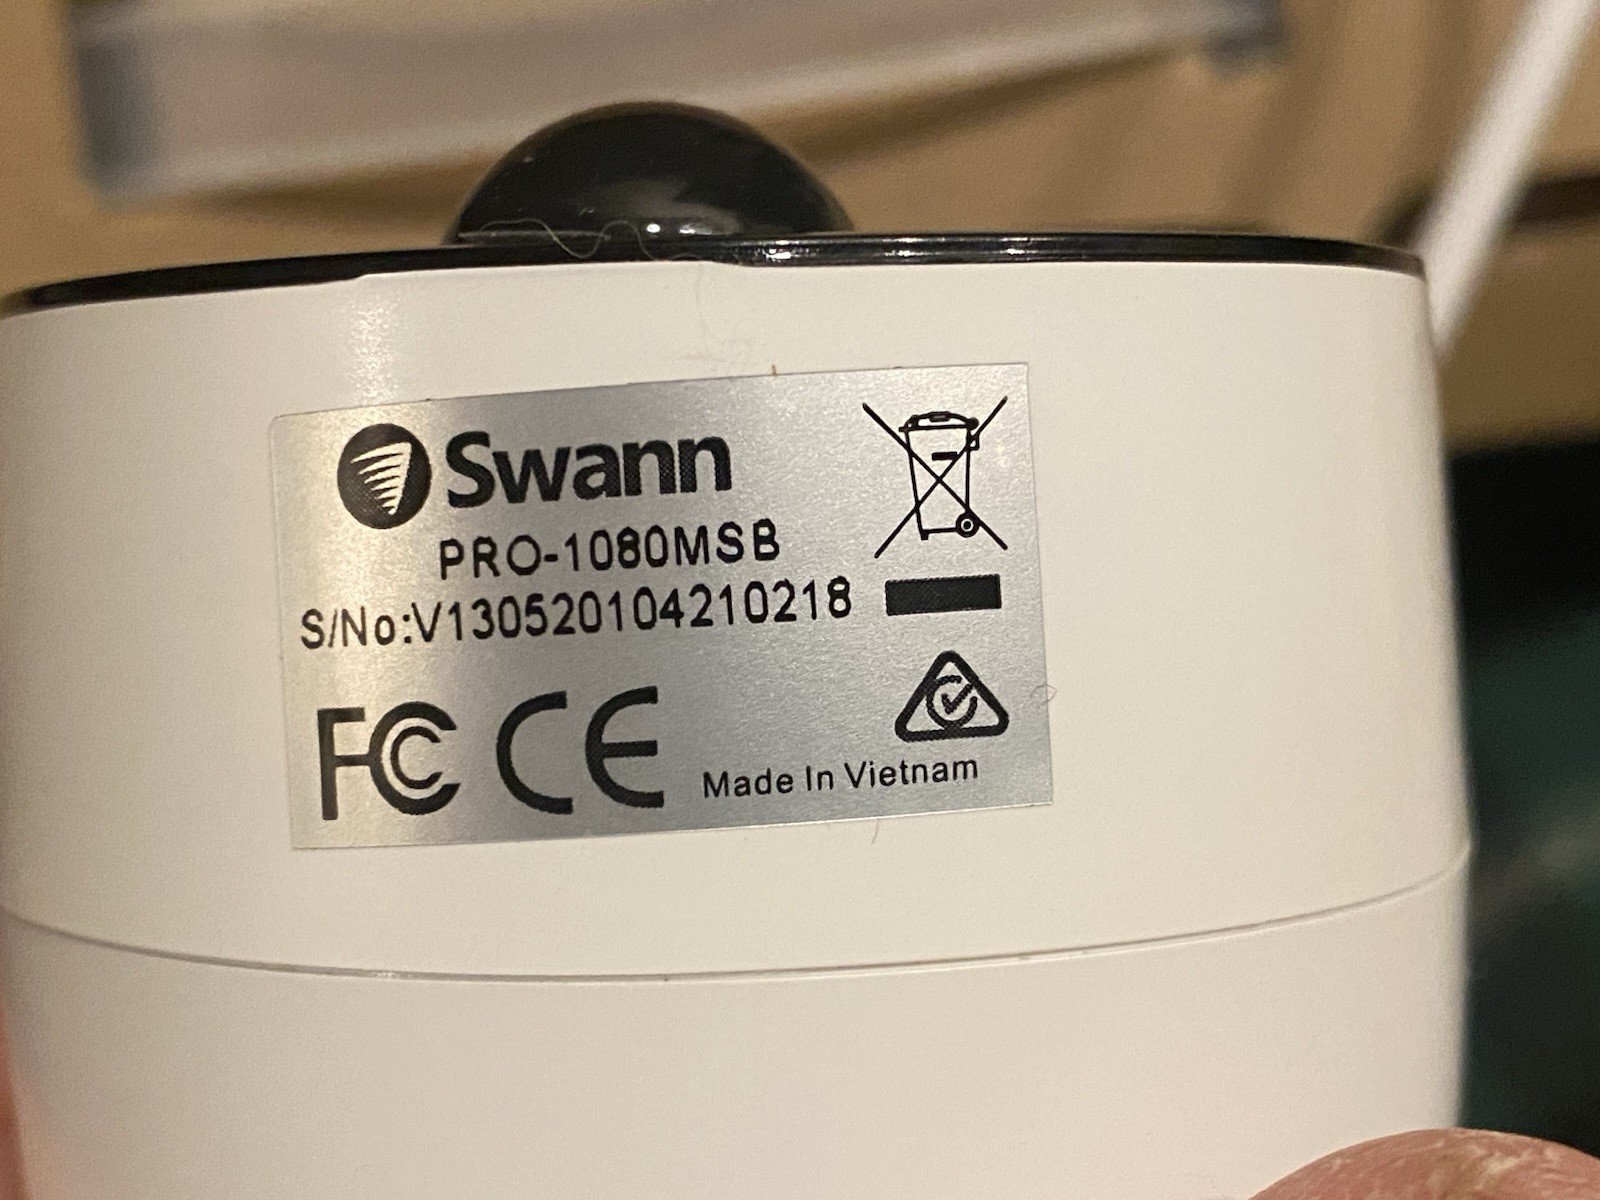 Swann
PRO-1080MSB
S/No:V130520104210218
FC CE
Made In Vietnam